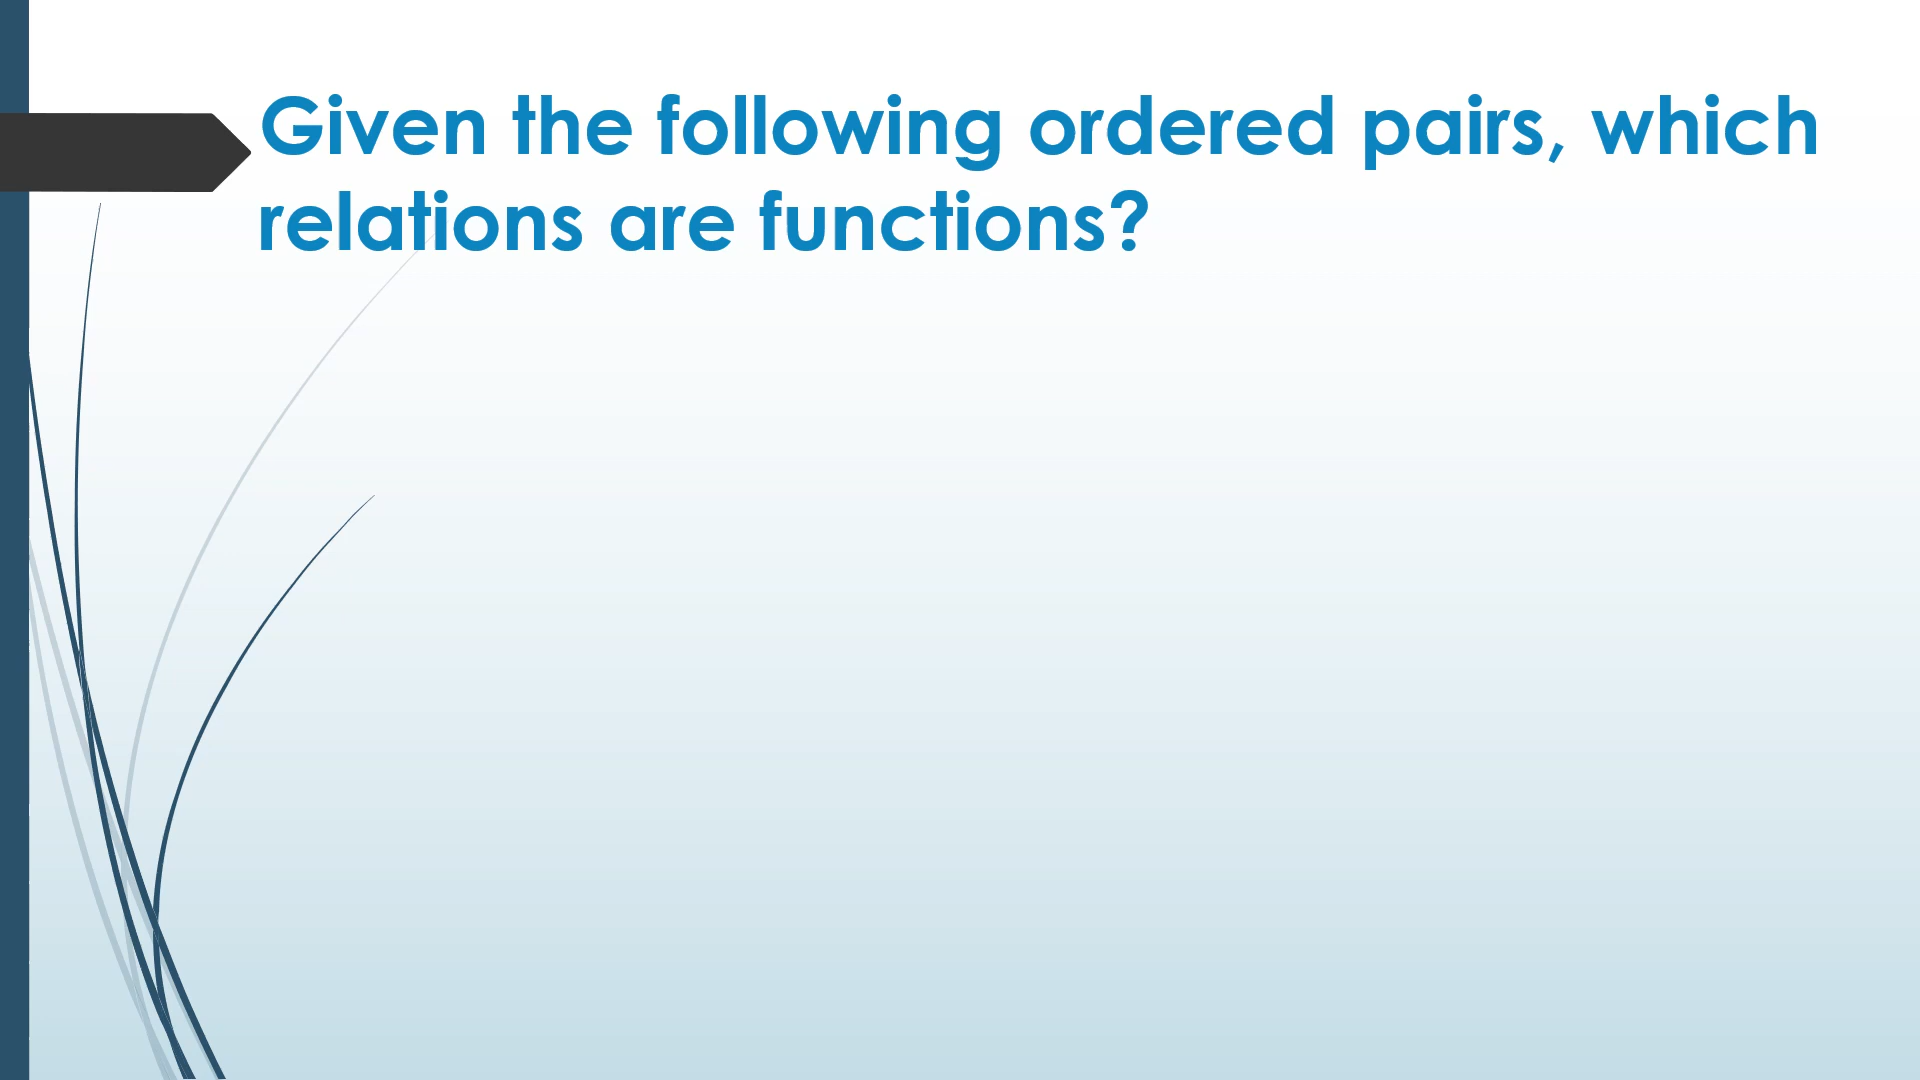 Given the following ordered pairs, which
relations are functions?